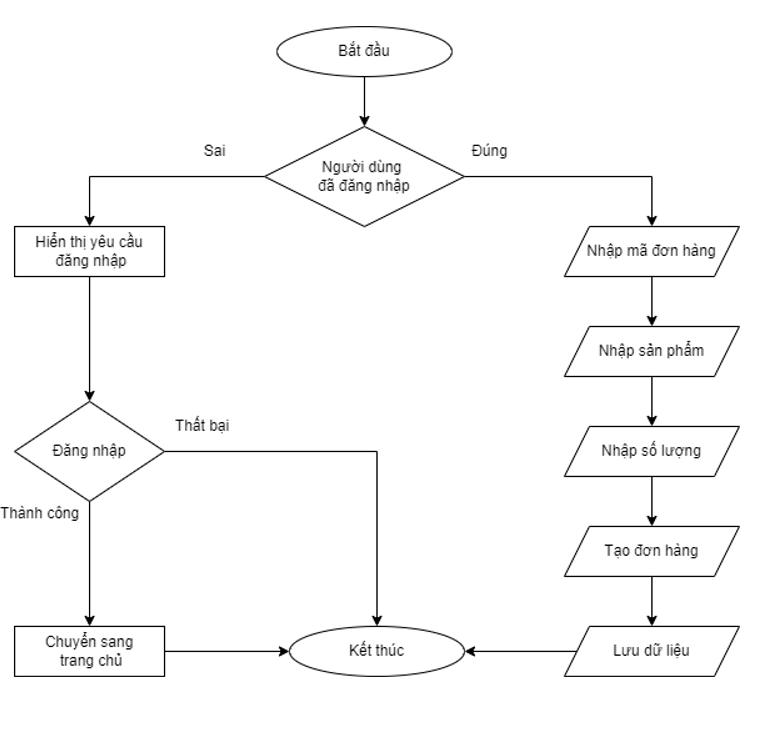 Bắt đầu
Sai
Đúng
Người dùng
đã đăng nhập
Hiển thị yêu cầu
đăng nhập
Nhập mã đơn hàng
Nhập sản phẩm
Thất bại
Đăng nhập
Nhập số lượng
Thành công
Tạo đơn hàng
Chuyển sang
trang chủ
Kết thúc
Lưu dữ liệu